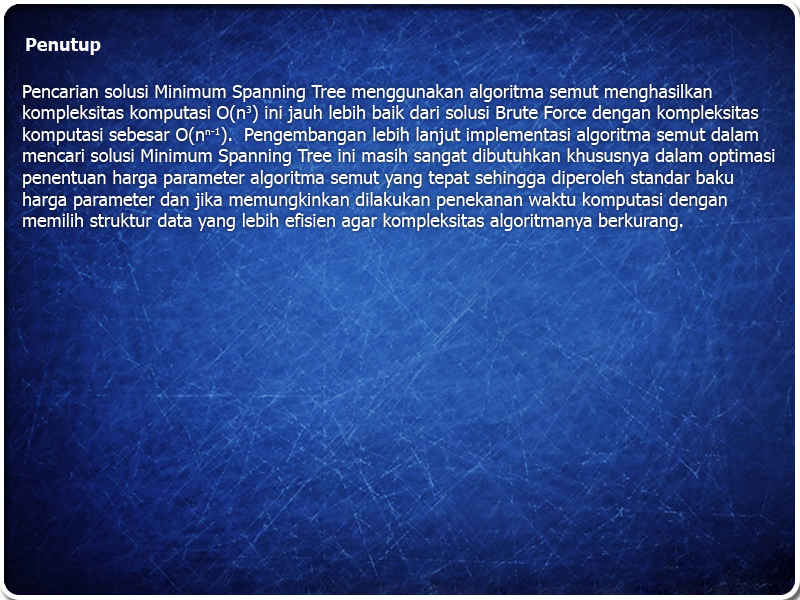 Penutup
Pencarian solusi Minimum Spanning Tree menggunakan algoritma semut menghasilkan
kompleksitas komputasi O(n³) ini jauh lebih baik dari solusi Brute Force dengan kompleksitas
komputasi sebesar O(nⁿ⁻¹).  Pengembangan lebih lanjut implementasi algoritma semut dalam
mencari solusi Minimum Spanning Tree ini masih sangat dibutuhkan khususnya dalam optimasi
penentuan harga parameter algoritma semut yang tepat sehingga diperoleh standar baku
harga parameter dan jika memungkinkan dilakukan penekanan waktu komputasi dengan
memilih struktur data yang lebih efisien agar kompleksitas algoritmanya berkurang.